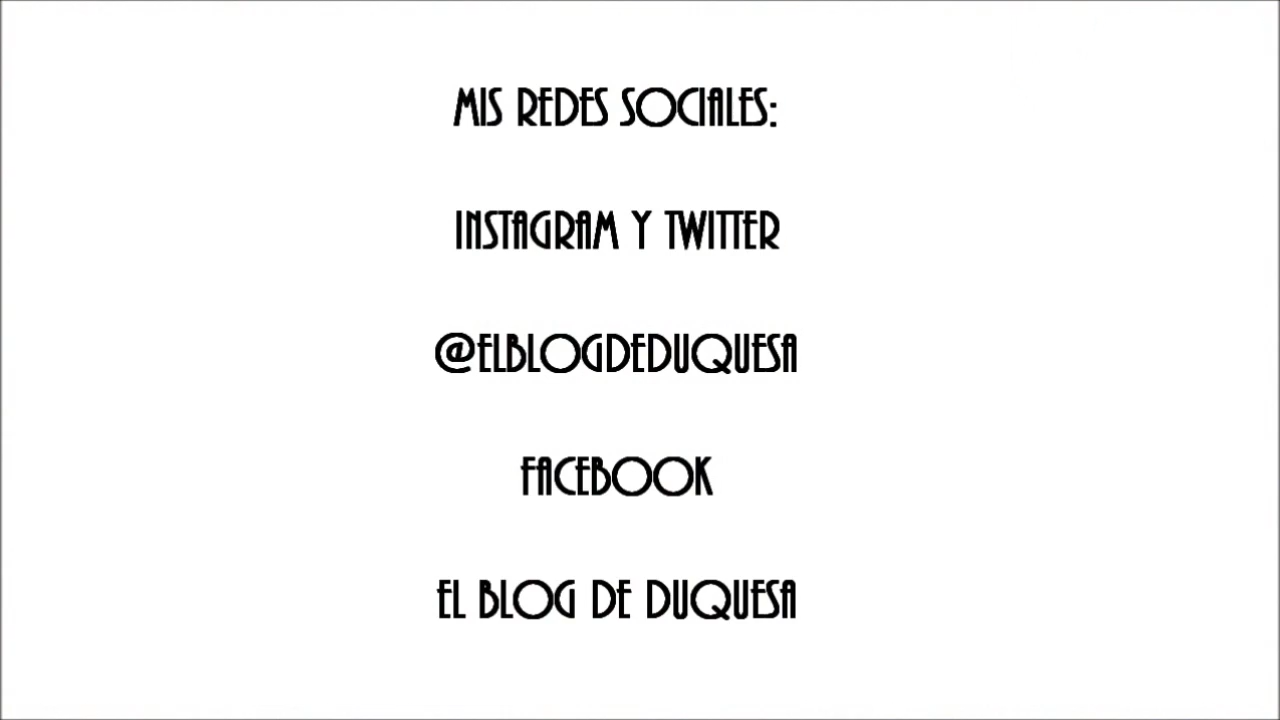 MIS REDES SOCIALES:
INSTAGRAM Y TWITTER
@ELBLOGDEDUQUESA
FACEBOOK
EL BLOG DE DUQUESA